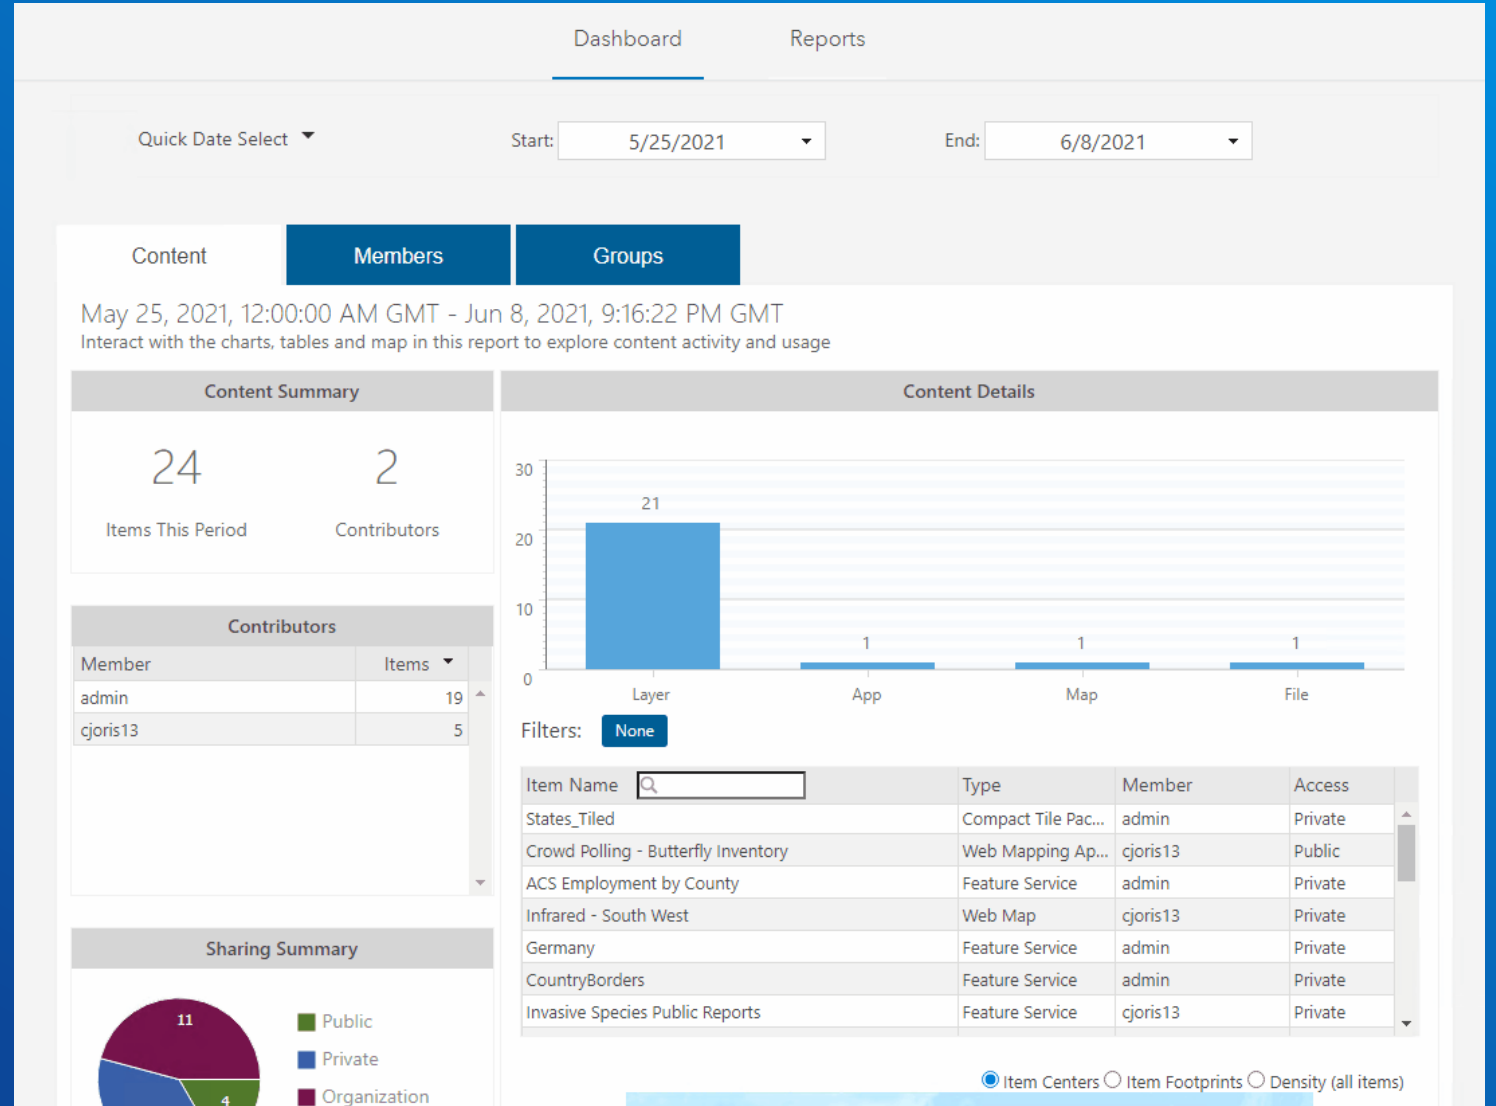 Dashboard Reports
Quick Date Select Start: 5/25/2021 End: 6/8/2021
Content Members Groups
May 25, 2021, 12:00:00 AM GMT - Jun 8, 2021, 9:16:22 PM GMT
Interact with the charts, tables and map in this report to explore content activity and usage
Content Summary
24 2
Items This Period Contributors
Contributors
Member Items
admin 19
cjoris13 5
Sharing Summary
11
4
Public
Private
Organization
Content Details
30
20
10
0
21 1 1 1
Layer App Map File
Filters: None
Item Name Type Member Access
States_Tiled Compact Tile Pac... admin Private
Crowd Polling - Butterfly Inventory Web Mapping Ap... cjoris13 Public
ACS Employment by County Feature Service admin Private
Infrared - South West Web Map cjoris13 Private
Germany Feature Service admin Private
CountryBorders Feature Service admin Private
Invasive Species Public Reports Feature Service cjoris13 Private
Item Centers Item Footprints Density (all items)